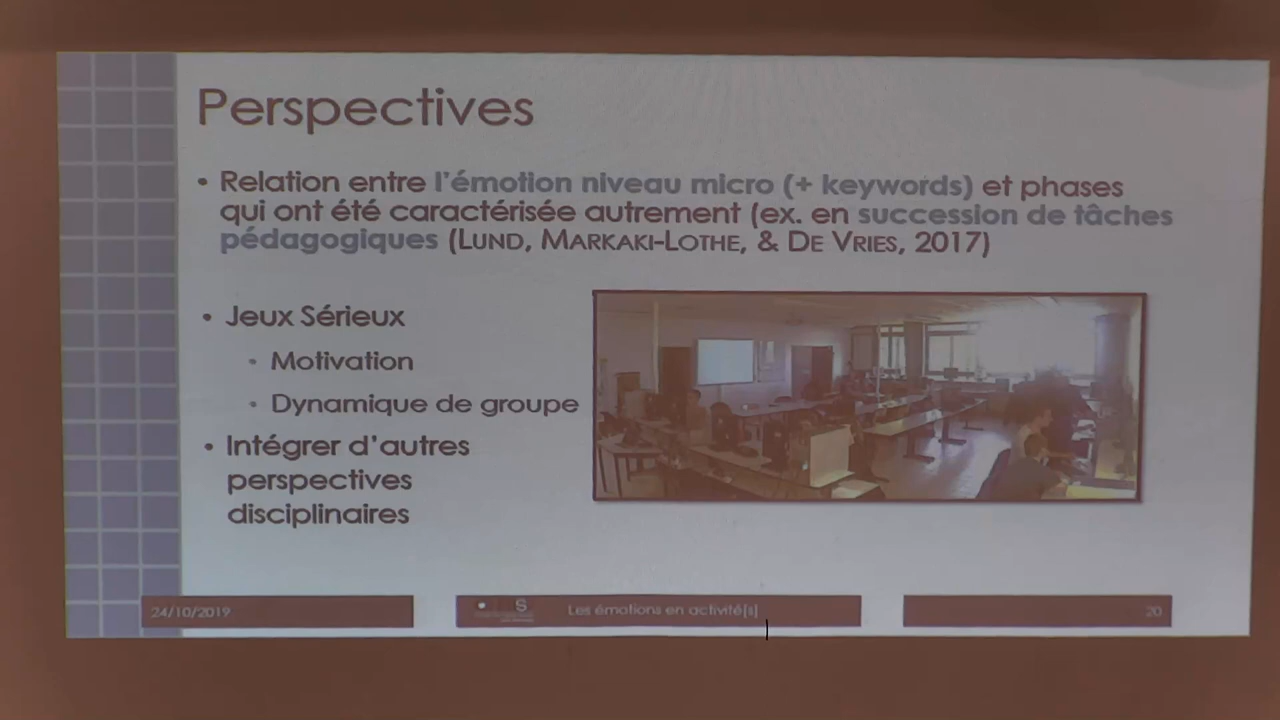 Perspectives
• Relation entre l'émotion niveau micro (+ keywords) et phases
qui ont été caractérisée autrement (ex. en succession de tâches
pédagogiques (LUND, MARKAKI-LOTHE, & DE VRIES, 2017)
• Jeux Sérieux
• Motivation
• Dynamique de groupe
• Intégrer d'autres
perspectives
disciplinaires
24/10/2019
Les émotions en activité[s]
20